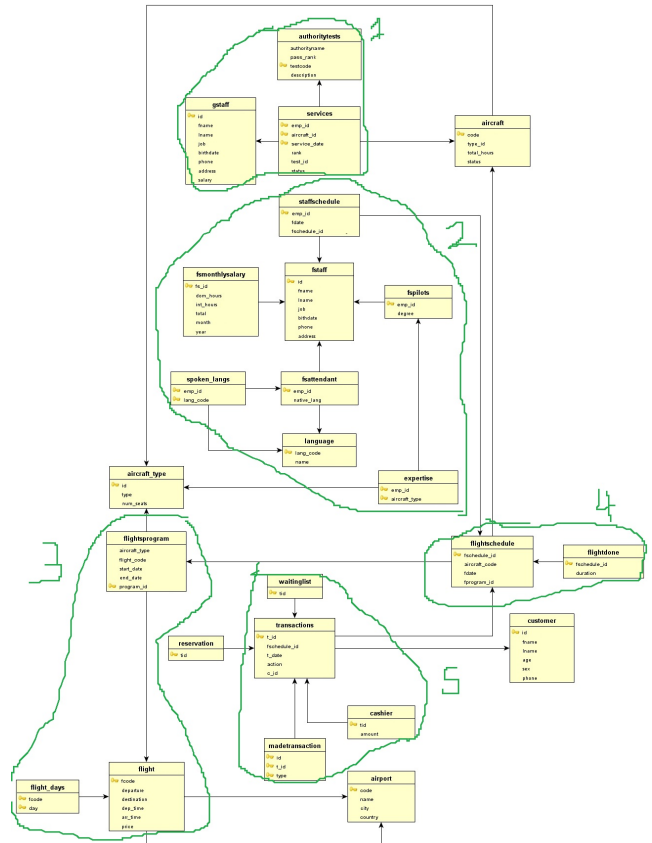 1
authoritytests
authorityname
pass_rank
testcode
description
gstaff
id
fname
lname
job
birthdate
phone
address
salary
services
emp_id
aircraft_id
service_date
rank
test_id
status
aircraft
code
type_id
total_hours
status
2
staffschedule
emp_id
fdate
fschedule_id
fsmonthlysalary
fs_id
dom_hours
int_hours
total
month
year
fstaff
id
fname
lname
job
birthdate
phone
address
fspilots
emp_id
degree
spoken_langs
emp_id
lang_code
fsattendant
emp_id
native_lang
language
lang_code
name
expertise
emp_id
aircraft_type
aircraft_type
id
type
num_seats
3
flightsprogram
aircraft_type
flight_code
start_date
end_date
program_id
4
flightschedule
fschedule_id
aircraft_code
fdate
fprogram_id
flightdone
fschedule_id
duration
waitinglist
tid
transactions
t_id
fschedule_id
t_date
action
c_id
reservation
tid
customer
id
fname
lname
age
sex
phone
5
cashier
tid
amount
madetransaction
id
t_id
type
flight_days
fcode
day
flight
fcode
departure
destination
dep_time
arr_time
price
airport
code
name
city
country